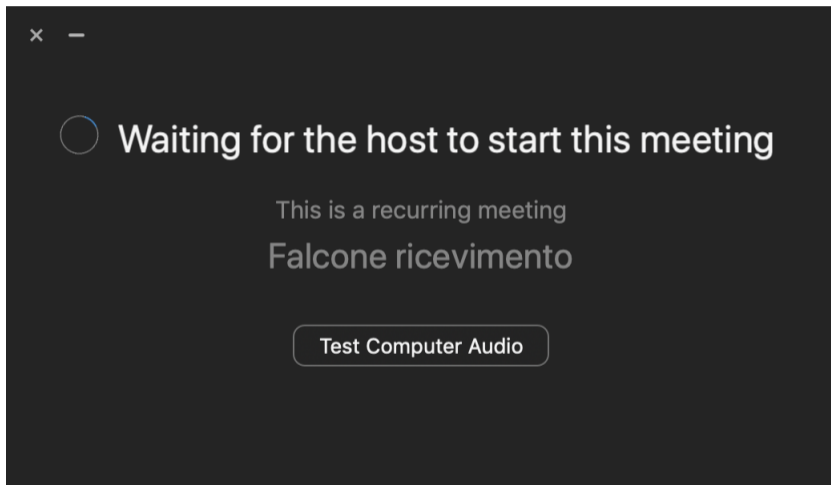 Waiting for the host to start this meeting
This is a recurring meeting
Falcone ricevimento
Test Computer Audio